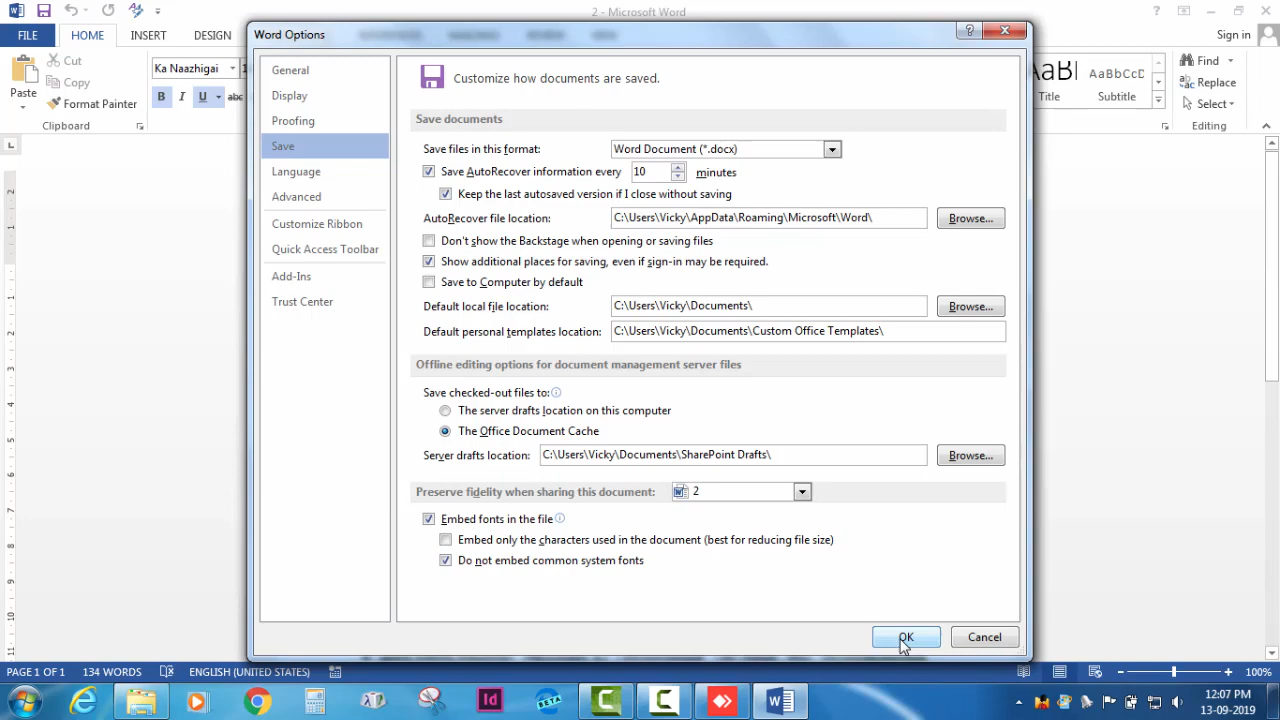 2 - Microsoft Word
FILE
HOME
INSERT
DESIGN
Sign in
Paste
Cut
Copy
Format Painter
Clipboard
Ka Naazhigai
B I U abc
Title
AaBbCcD
Subtitle
Find
Replace
Select
Editing
Word Options
General
Display
Proofing
Save
Language
Advanced
Customize Ribbon
Quick Access Toolbar
Add-Ins
Trust Center
Customize how documents are saved.
Save documents
Save files in this format: Word Document (*.docx)
Save AutoRecover information every 10 minutes
Keep the last autosaved version if I close without saving
AutoRecover file location: C:\Users\Vicky\AppData\Roaming\Microsoft\Word\ Browse...
Don't show the Backstage when opening or saving files
Show additional places for saving, even if sign-in may be required.
Save to Computer by default
Default local file location: C:\Users\Vicky\Documents\ Browse...
Default personal templates location: C:\Users\Vicky\Documents\Custom Office Templates\
Offline editing options for document management server files
Save checked-out files to:
The server drafts location on this computer
The Office Document Cache
Server drafts location: C:\Users\Vicky\Documents\SharePoint Drafts\ Browse...
Preserve fidelity when sharing this document: 2
Embed fonts in the file
Embed only the characters used in the document (best for reducing file size)
Do not embed common system fonts
OK Cancel
PAGE 1 OF 1 134 WORDS ENGLISH (UNITED STATES) 100%
12:07 PM
13-09-2019